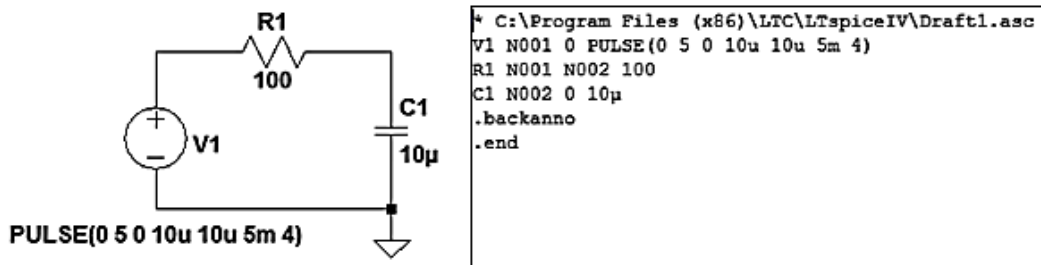 R1
100
C1
10µ
V1
PULSE(0 5 0 10u 10u 5m 4)
* C:\Program Files (x86)\LTC\LTspiceIV\Draft1.asc
V1 N001 0 PULSE(0 5 0 10u 10u 5m 4)
R1 N001 N002 100
C1 N002 0 10µ
.backanno
.end